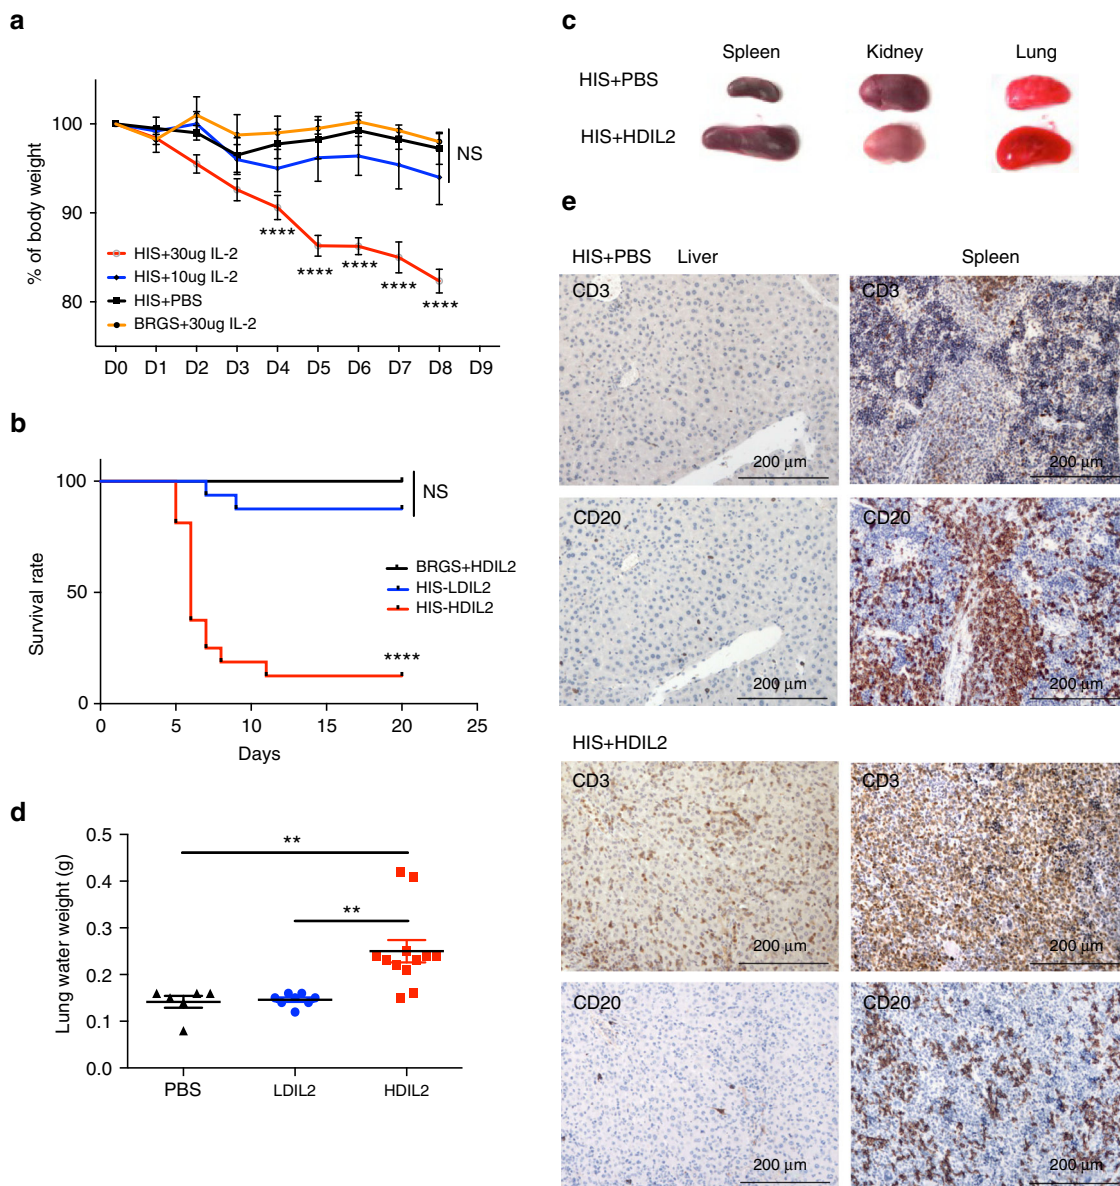 a
% of body weight
100
90
80
NS
****
****
****
****
****
HIS+30ug IL-2
HIS+10ug IL-2
HIS+PBS
BRGS+30ug IL-2
D0 D1 D2 D3 D4 D5 D6 D7 D8 D9
b
Survival rate
100
50
0
NS
BRGS+HDIL2
HIS-LDIL2
HIS-HDIL2
****
0 5 10 15 20 25
Days
c
Spleen Kidney Lung
HIS+PBS
HIS+HDIL2
d
Lung water weight (g)
0.5
0.4
0.3
0.2
0.1
0.0
**
**
PBS LDIL2 HDIL2
e
HIS+PBS Liver Spleen
CD3 CD3
200 μm 200 μm
CD20 CD20
200 μm 200 μm
HIS+HDIL2
CD3 CD3
200 μm 200 μm
CD20 CD20
200 μm 200 μm